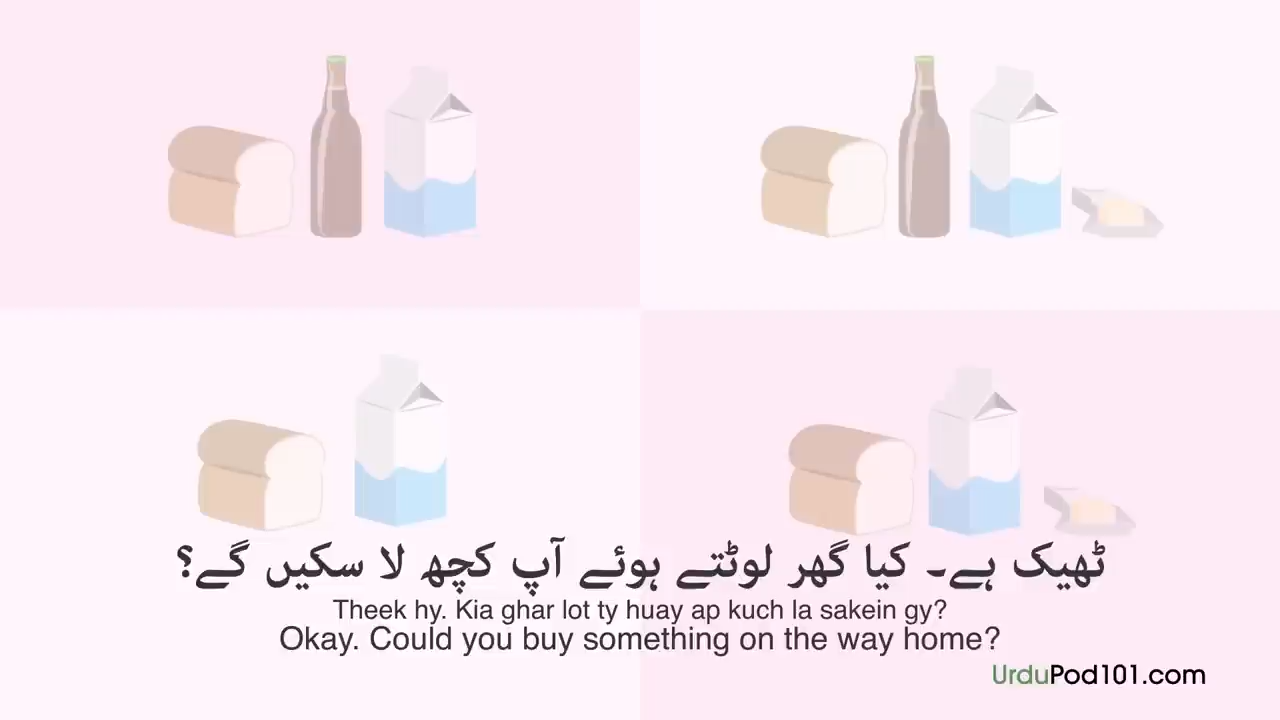 ٹھیک ہے۔ کیا گھر لوٹتے ہوئے آپ کچھ لا سکیں گے؟
Theek hy. Kia ghar lot ty huay ap kuch la sakein gy?
Okay. Could you buy something on the way home?
UrduPod101.com